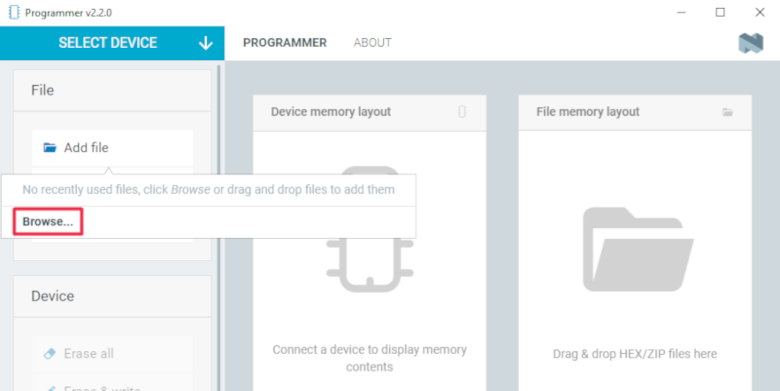 Programmer v2.2.0
SELECT DEVICE
PROGRAMMER
ABOUT
File
Add file
No recently used files, click Browse or drag and drop files to add them
Browse...
Device
Erase all
Erase & write
Device memory layout
Connect a device to display memory
contents
File memory layout
Drag & drop HEX/ZIP files here